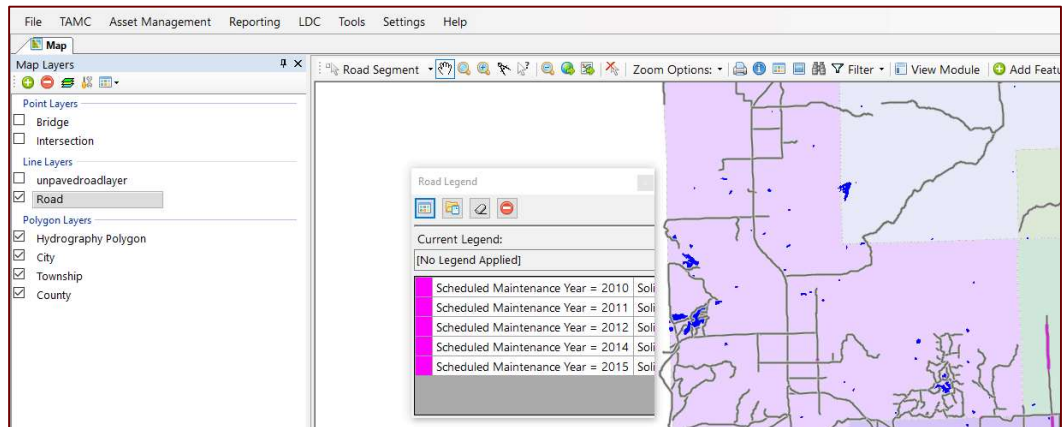 File TAMC Asset Management Reporting LDC Tools Settings Help
Map
Map Layers
Road Segment Zoom Options: Filter View Module Add Featu
Point Layers
Bridge
Intersection
Line Layers
unpavedroadlayer
Road
Polygon Layers
Hydrography Polygon
City
Township
County
Road Legend
Current Legend:
[No Legend Applied]
Scheduled Maintenance Year = 2010 Soli
Scheduled Maintenance Year = 2011 Soli
Scheduled Maintenance Year = 2012 Soli
Scheduled Maintenance Year = 2014 Soli
Scheduled Maintenance Year = 2015 Soli